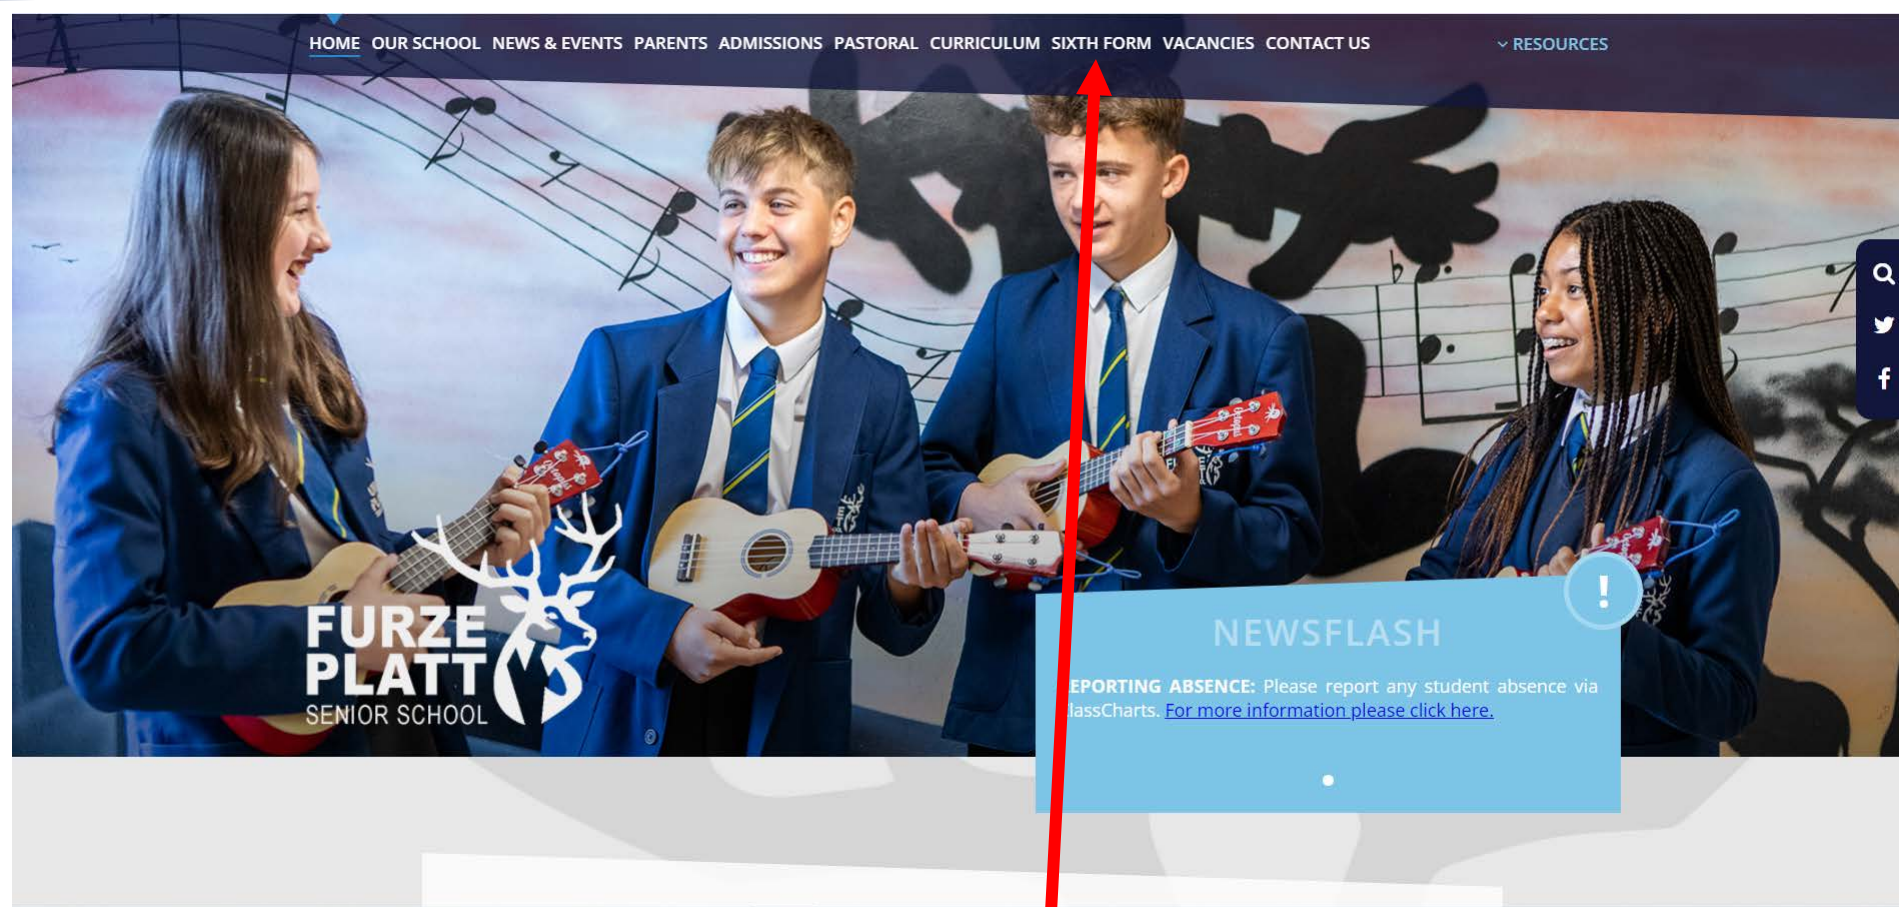 HOME OUR SCHOOL NEWS & EVENTS PARENTS ADMISSIONS PASTORAL CURRICULUM SIXTH FORM VACANCIES CONTACT US RESOURCES
FURZE
PLATT
SENIOR SCHOOL
!
NEWSFLASH
EPORTING ABSENCE: Please report any student absence via
lassCharts. For more information please click here.